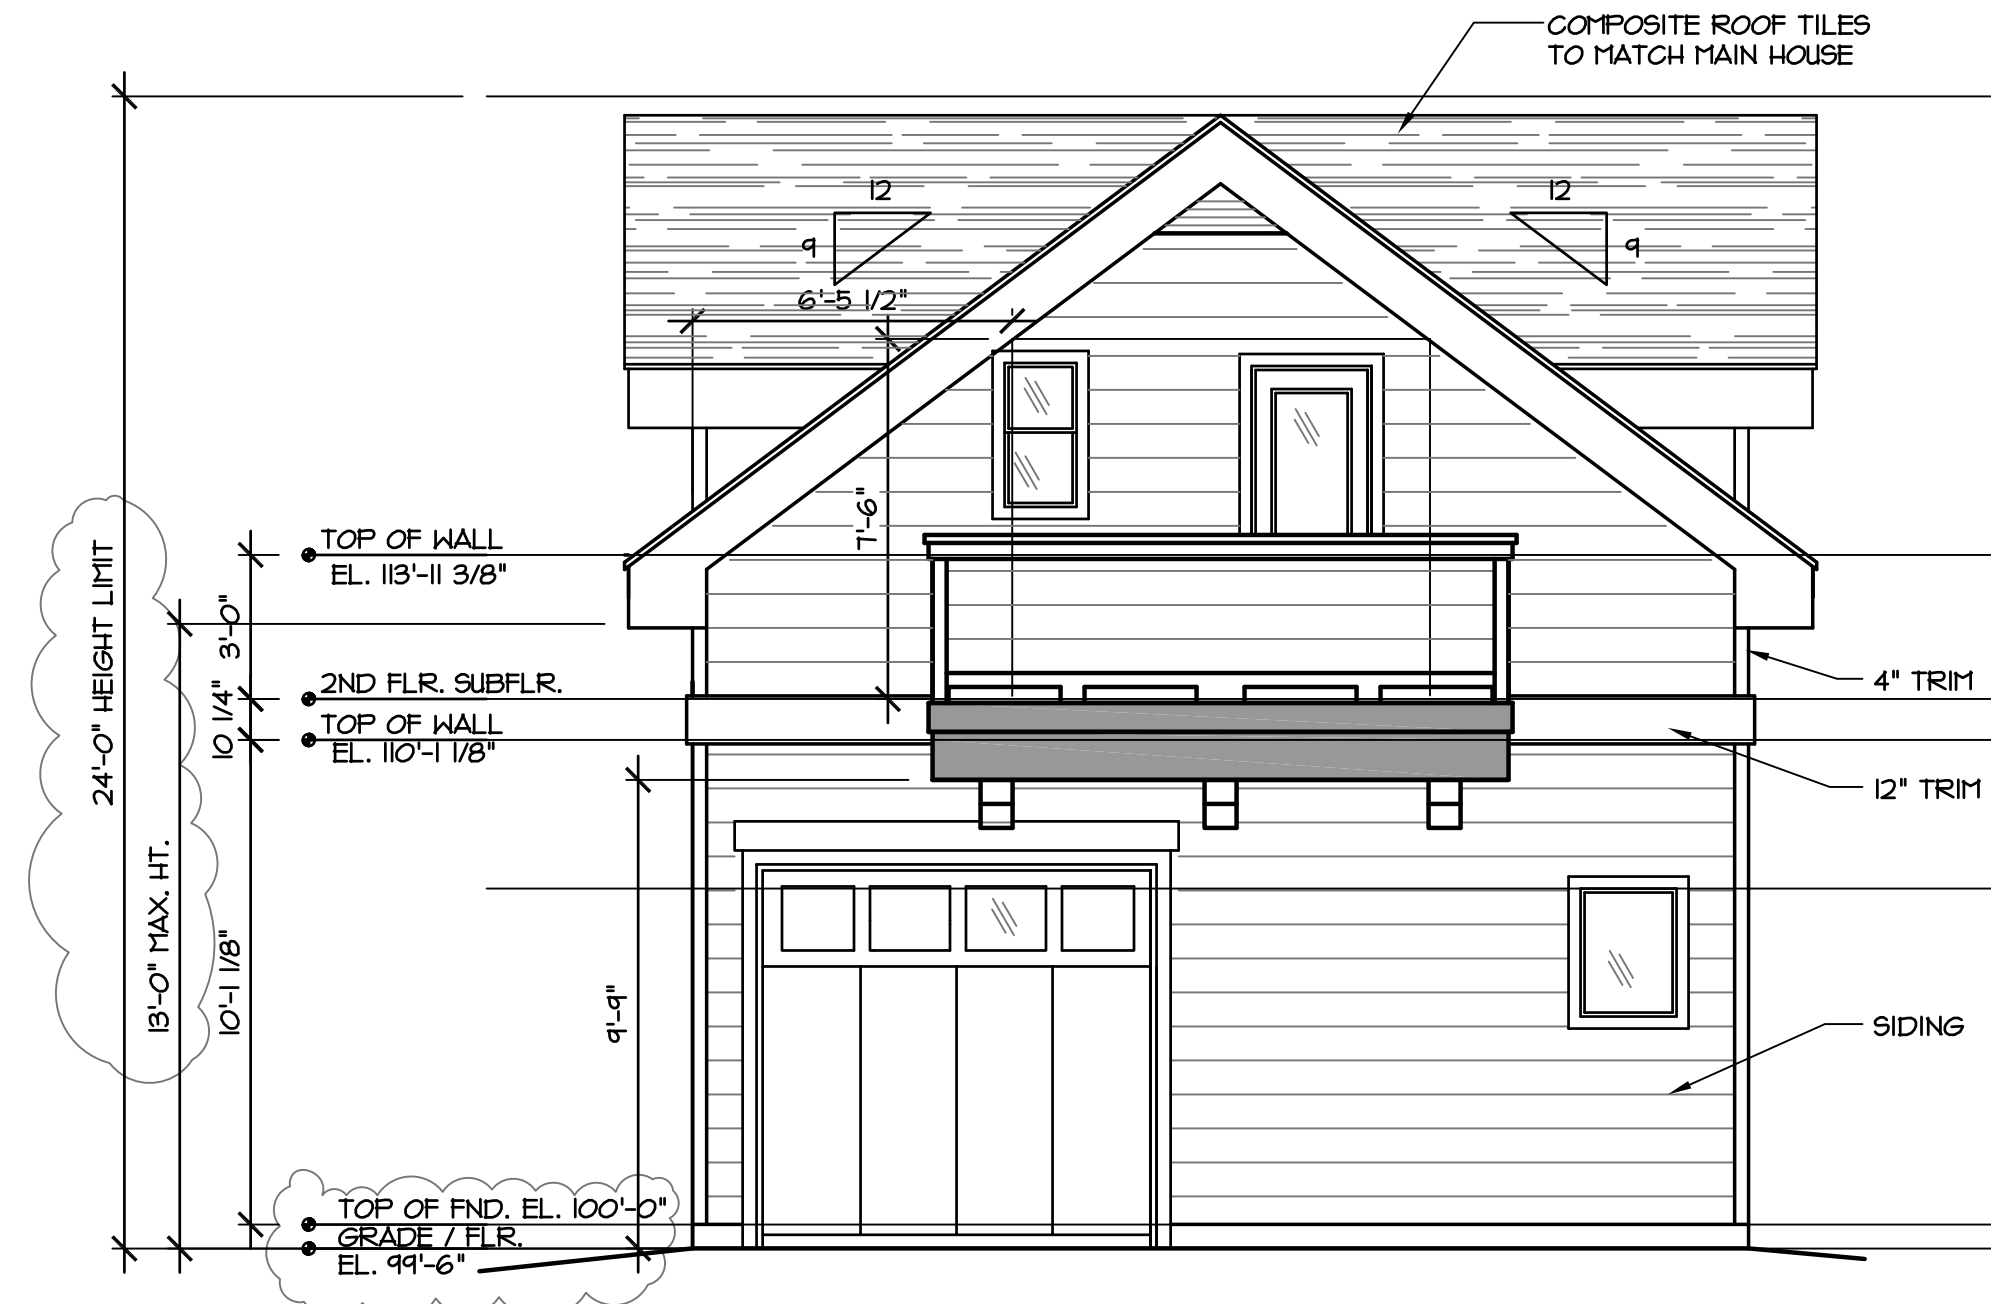 COMPOSITE ROOF TILES
TO MATCH MAIN HOUSE
12
9
12
9
6'-5 1/2"
7'-6"
TOP OF WALL
EL. 113'-11 3/8"
24'-0" HEIGHT LIMIT
3'-0"
2ND FLR. SUBFLR.
10 1/4"
TOP OF WALL
EL. 110'-1 1/8"
4" TRIM
12" TRIM
13'-0" MAX. HT.
10'-1 1/8"
9'-9"
SIDING
TOP OF FND. EL. 100'-0"
GRADE / FLR.
EL. 99'-6"